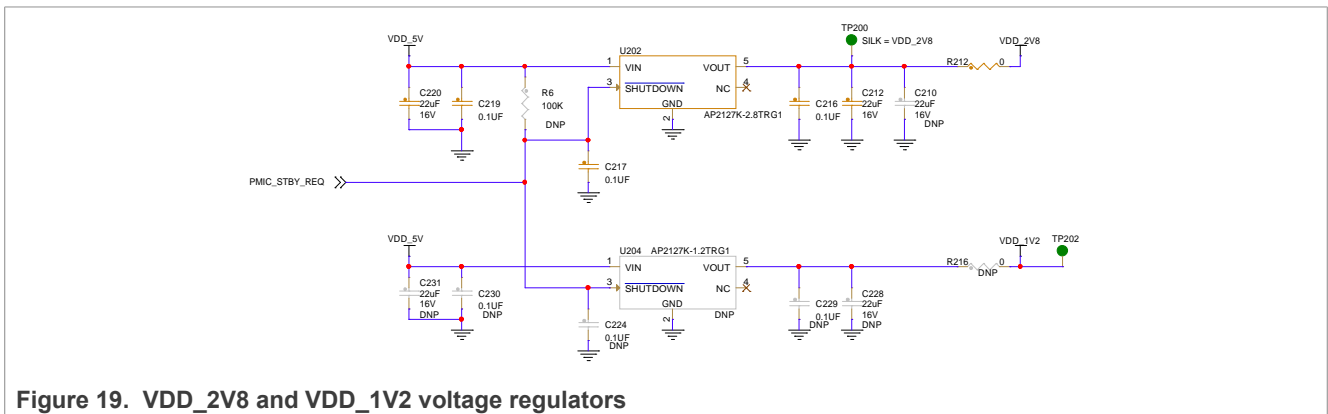 TP200
VDD_5V
SILK = VDD_2V8
VDD_2V8
U202
R212
0
1
VIN
VOUT
5
3
SHUTDOWN
NC
4
GND
2
AP2127K-2.8TRG1
C220
22uF
16V
C219
0.1UF
R6
100K
DNP
C216
0.1UF
C212
22uF
16V
C210
22uF
16V
DNP
C217
0.1UF
PMIC_STBY_REQ
VDD_5V
U204
AP2127K-1.2TRG1
VDD_1V2
TP202
R216
0
DNP
1
VIN
VOUT
5
3
SHUTDOWN
NC
4
GND
2
DNP
C231
22uF
16V
DNP
C230
0.1UF
DNP
C224
0.1UF
DNP
C229
0.1UF
DNP
C228
22uF
16V
DNP
Figure 19. VDD_2V8 and VDD_1V2 voltage regulators